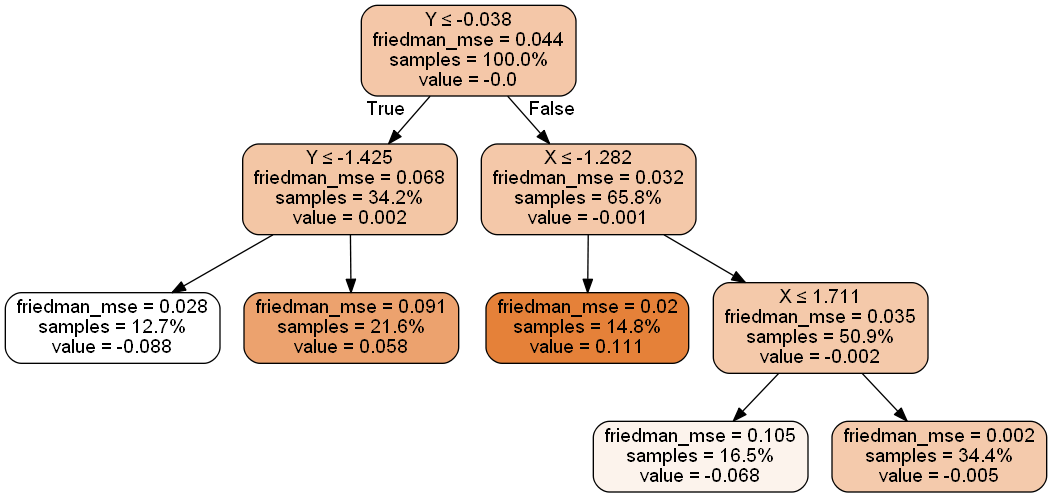 Y ≤ -0.038
friedman_mse = 0.044
samples = 100.0%
value = -0.0
True
False
Y ≤ -1.425
friedman_mse = 0.068
samples = 34.2%
value = 0.002
X ≤ -1.282
friedman_mse = 0.032
samples = 65.8%
value = -0.001
friedman_mse = 0.028
samples = 12.7%
value = -0.088
friedman_mse = 0.091
samples = 21.6%
value = 0.058
friedman_mse = 0.02
samples = 14.8%
value = 0.111
X ≤ 1.711
friedman_mse = 0.035
samples = 50.9%
value = -0.002
friedman_mse = 0.105
samples = 16.5%
value = -0.068
friedman_mse = 0.002
samples = 34.4%
value = -0.005